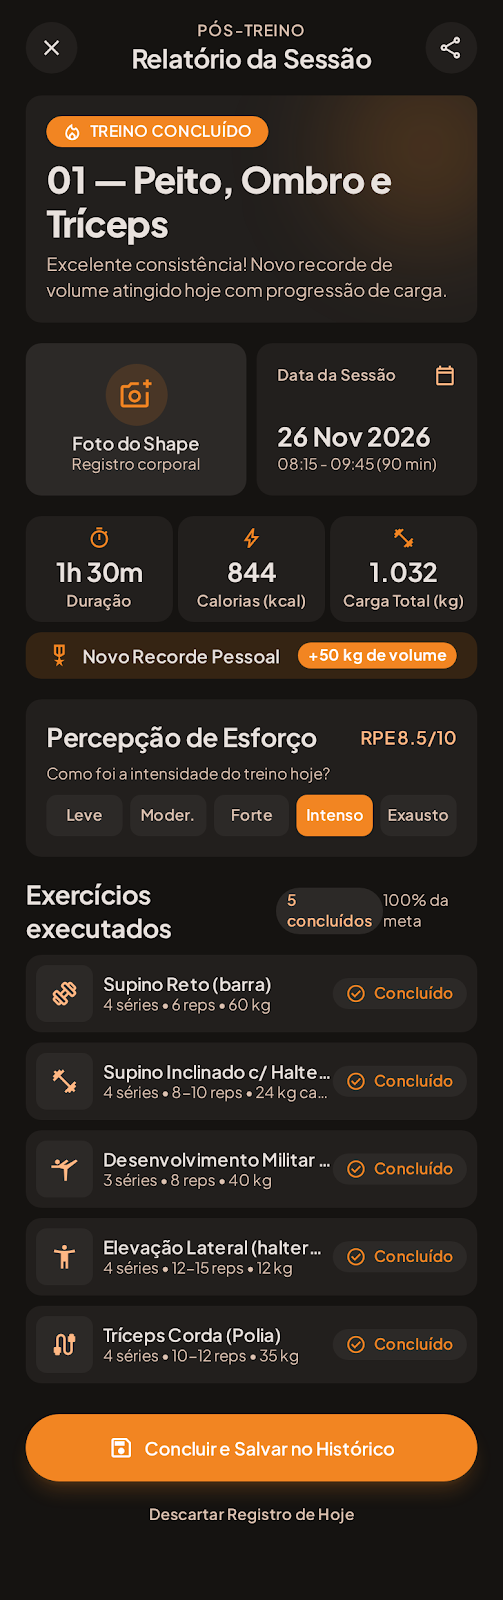 PÓS-TREINO
Relatório da Sessão
TREINO CONCLUÍDO
01 — Peito, Ombro e
Tríceps
Excelente consistência! Novo recorde de
volume atingido hoje com progressão de carga.
Foto do Shape
Registro corporal
Data da Sessão
26 Nov 2026
08:15 - 09:45 (90 min)
1h 30m
Duração
844
Calorias (kcal)
1.032
Carga Total (kg)
Novo Recorde Pessoal
+50 kg de volume
Percepção de Esforço
RPE 8.5/10
Como foi a intensidade do treino hoje?
Leve
Moder.
Forte
Intenso
Exausto
Exercícios
executados
5
concluídos
100% da
meta
Supino Reto (barra)
4 séries • 6 reps • 60 kg
Concluído
Supino Inclinado c/ Halte...
4 séries • 8–10 reps • 24 kg ca...
Concluído
Desenvolvimento Militar ...
3 séries • 8 reps • 40 kg
Concluído
Elevação Lateral (halter...
4 séries • 12–15 reps • 12 kg
Concluído
Tríceps Corda (Polia)
4 séries • 10–12 reps • 35 kg
Concluído
Concluir e Salvar no Histórico
Descartar Registro de Hoje